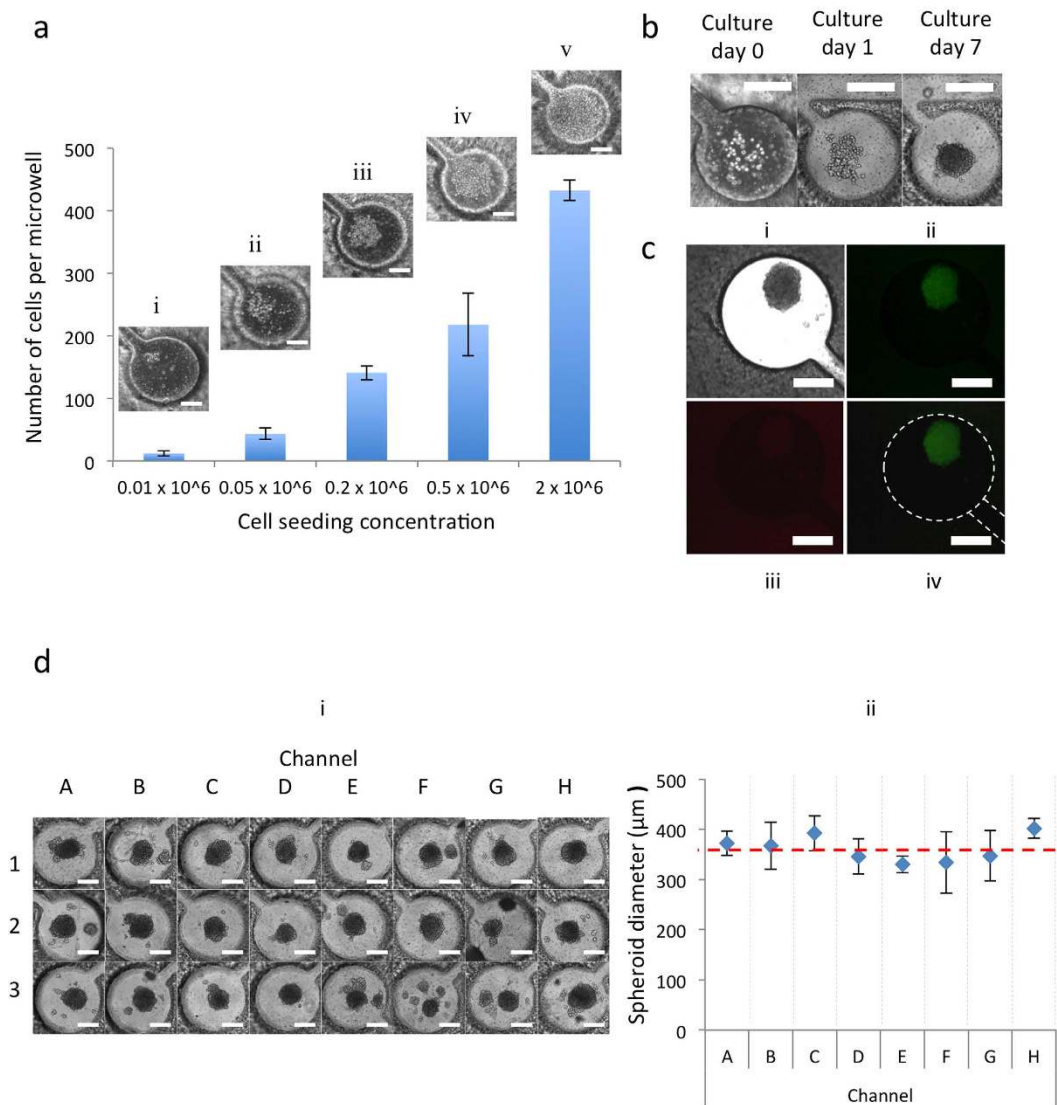 a
Number of cells per microwell
500
400
300
200
100
0
i
ii
iii
iv
v
0.01 x 10^6 0.05 x 10^6 0.2 x 10^6 0.5 x 10^6 2 x 10^6
Cell seeding concentration
b
Culture day 0
Culture day 1
Culture day 7
c
i
ii
iii
iv
d
i
Channel
A B C D E F G H
1
2
3
ii
Spheroid diameter (µm)
500
400
300
200
100
0
A B C D E F G H
Channel